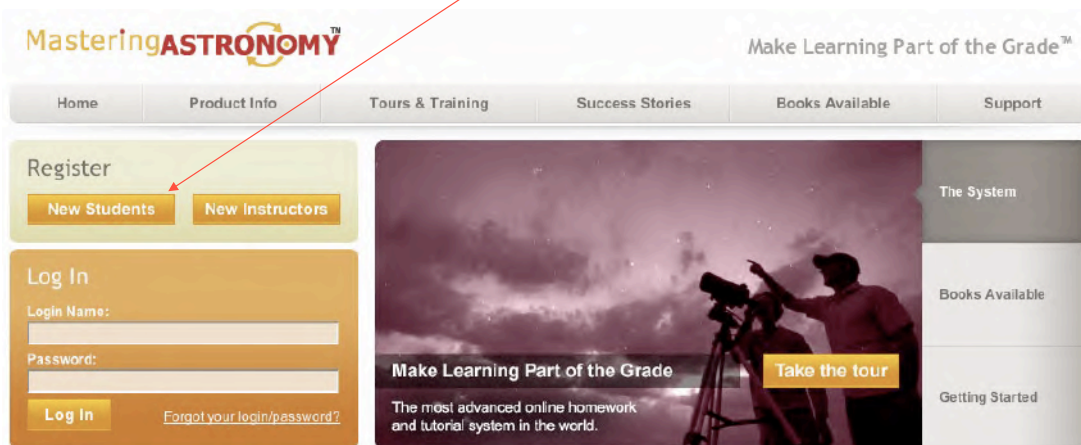 MasteringASTRONOMY™
Make Learning Part of the Grade™
Home Product Info Tours & Training Success Stories Books Available Support
Register
New Students New Instructors
Log In
Login Name:
Password:
Log In Forgot your login/password?
Make Learning Part of the Grade
Take the tour
The most advanced online homework
and tutorial system in the world.
The System
Books Available
Getting Started